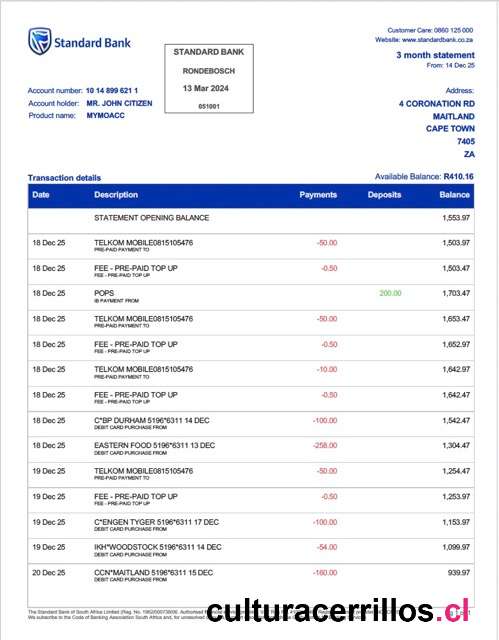 Standard Bank
STANDARD BANK
RONDEBOSCH
13 Mar 2024
051001
Customer Care: 0860 125 000
Website: www.standardbank.co.za
3 month statement
From: 14 Dec 25
Account number: 10 14 899 621 1
Account holder: MR. JOHN CITIZEN
Product name: MYMOACC
Address:
4 CORONATION RD
MAITLAND
CAPE TOWN
7405
ZA
Transaction details
Available Balance: R410.16
Date Description Payments Deposits Balance
STATEMENT OPENING BALANCE 1,553.97
18 Dec 25 TELKOM MOBILE0815105476 -50.00 1,503.97
PRE-PAID PAYMENT TO
18 Dec 25 FEE - PRE-PAID TOP UP -0.50 1,503.47
FEE - PRE-PAID TOP UP
18 Dec 25 POPS 200.00 1,703.47
IB PAYMENT FROM
18 Dec 25 TELKOM MOBILE0815105476 -50.00 1,653.47
PRE-PAID PAYMENT TO
18 Dec 25 FEE - PRE-PAID TOP UP -0.50 1,652.97
FEE - PRE-PAID TOP UP
18 Dec 25 TELKOM MOBILE0815105476 -10.00 1,642.97
PRE-PAID PAYMENT TO
18 Dec 25 FEE - PRE-PAID TOP UP -0.50 1,642.47
FEE - PRE-PAID TOP UP
18 Dec 25 C*BP DURHAM 5196*6311 14 DEC -100.00 1,542.47
DEBIT CARD PURCHASE FROM
18 Dec 25 EASTERN FOOD 5196*6311 13 DEC -258.00 1,304.47
DEBIT CARD PURCHASE FROM
19 Dec 25 TELKOM MOBILE0815105476 -50.00 1,254.47
PRE-PAID PAYMENT TO
19 Dec 25 FEE - PRE-PAID TOP UP -0.50 1,253.97
FEE - PRE-PAID TOP UP
19 Dec 25 C*ENGEN TYGER 5196*6311 17 DEC -100.00 1,153.97
DEBIT CARD PURCHASE FROM
19 Dec 25 IKH*WOODSTOCK 5196*6311 14 DEC -54.00 1,099.97
DEBIT CARD PURCHASE FROM
20 Dec 25 CCN*MAITLAND 5196*6311 15 DEC -160.00 939.97
DEBIT CARD PURCHASE FROM
The Standard Bank of South Africa Limited (Reg. No. 1962/000738/06). Authorised financial
We subscribe to the Code of Banking Association South Africa and, for unresolved
culturacerrillos.cl